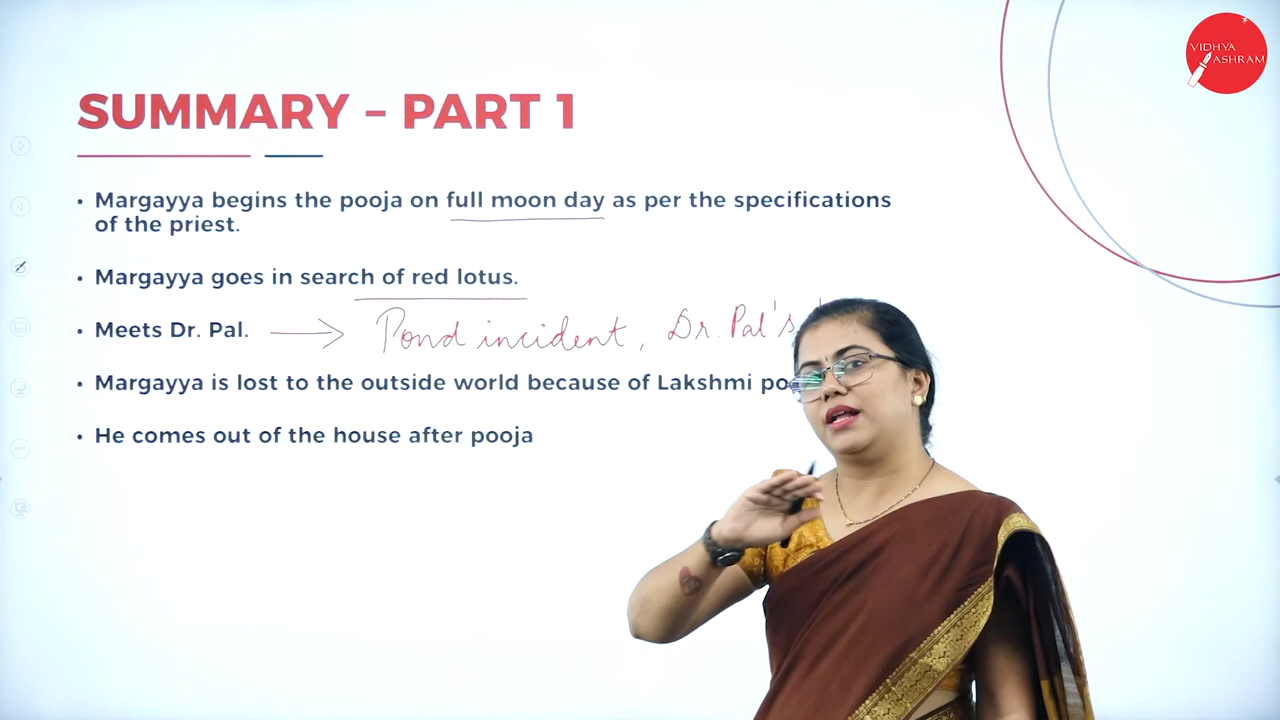 VIDHYA
ASHRAM
SUMMARY – PART 1
• Margayya begins the pooja on full moon day as per the specifications
of the priest.
• Margayya goes in search of red lotus.
• Meets Dr. Pal. → Pond incident, Dr. Pal's
• Margayya is lost to the outside world because of Lakshmi
• He comes out of the house after pooja